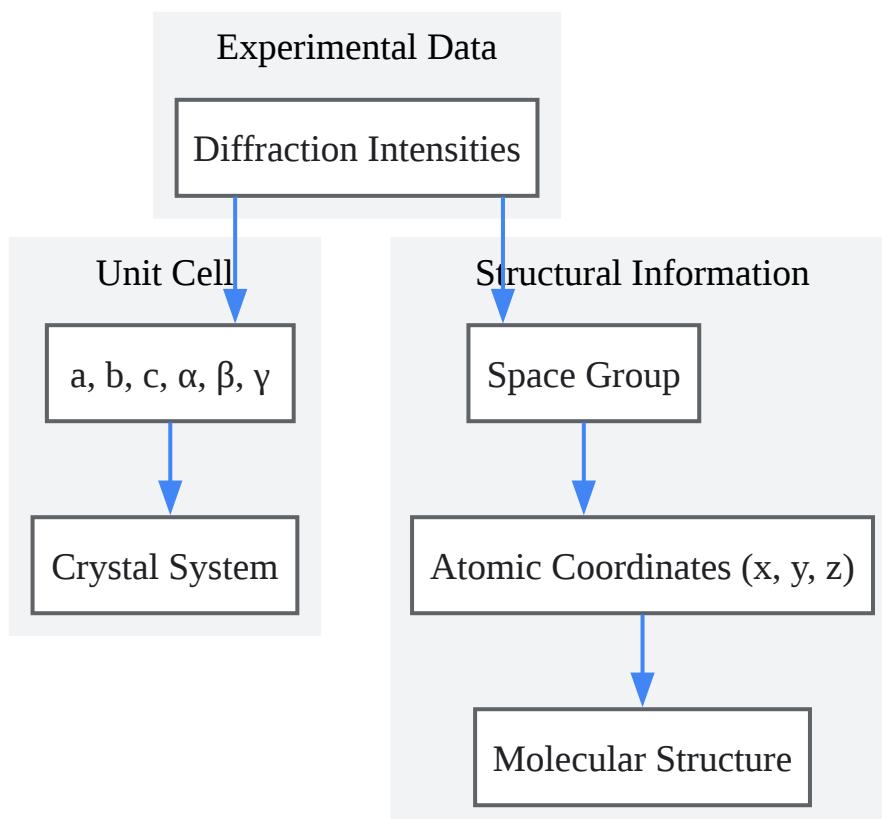 Experimental Data
Diffraction Intensities
Unit Cell
a, b, c, α, β, γ
Crystal System
Structural Information
Space Group
Atomic Coordinates (x, y, z)
Molecular Structure